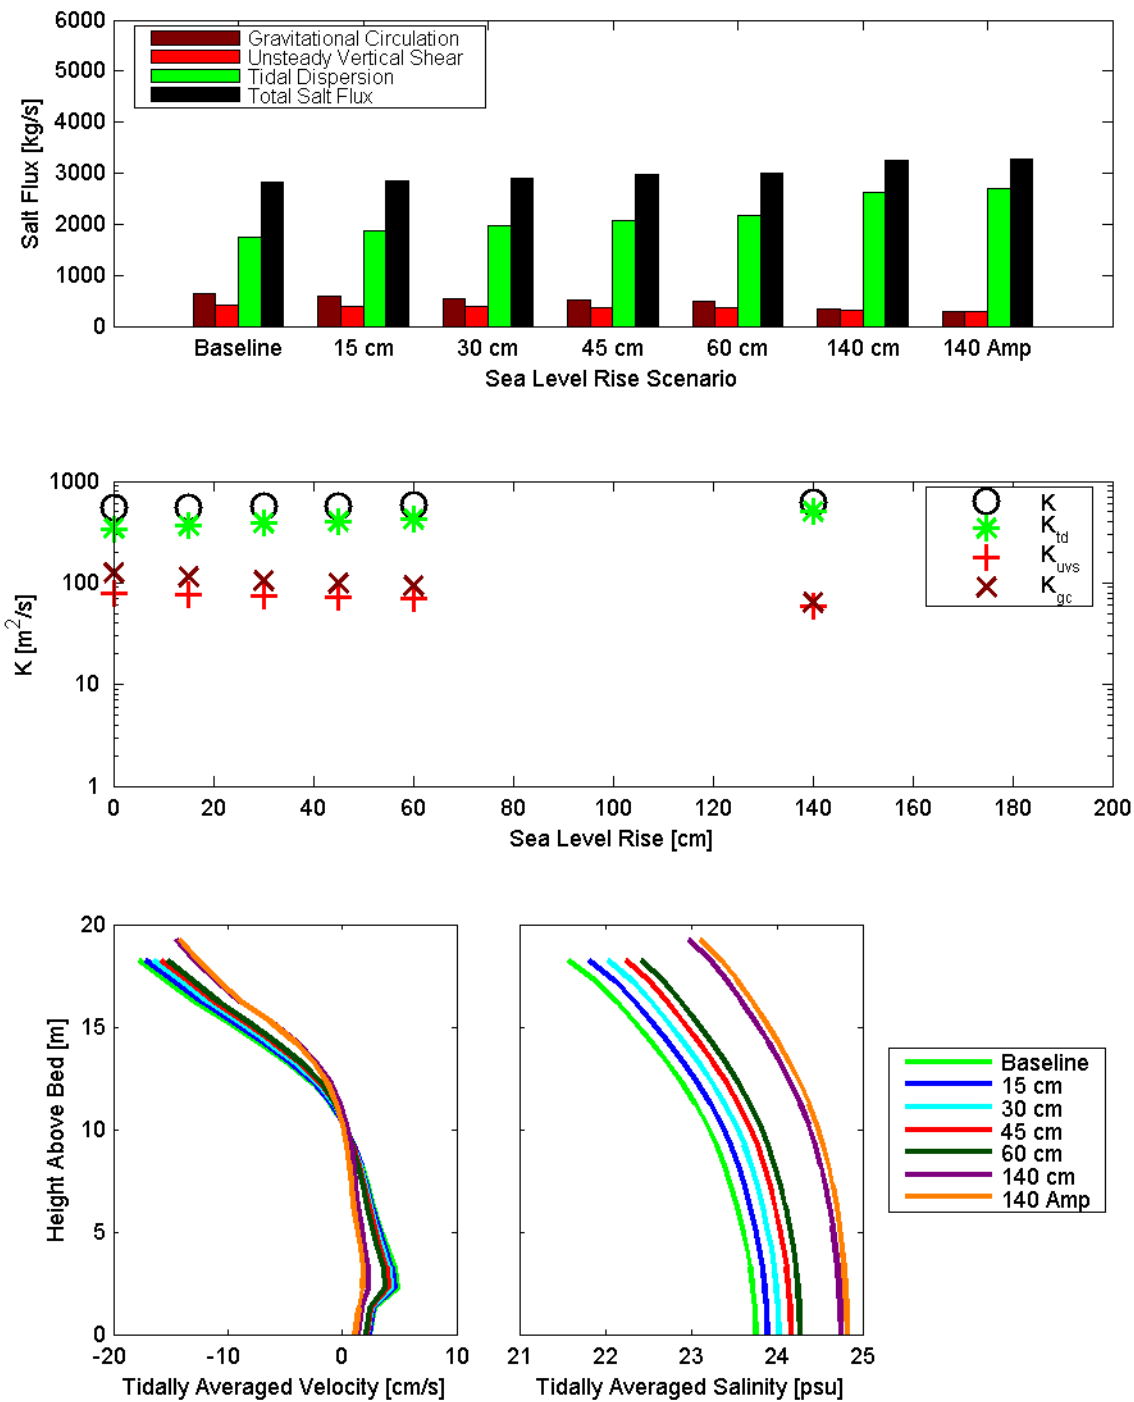 6000
5000
4000
3000
2000
1000
0
Salt Flux [kg/s]
Gravitational Circulation
Unsteady Vertical Shear
Tidal Dispersion
Total Salt Flux
Baseline 15 cm 30 cm 45 cm 60 cm 140 cm 140 Amp
Sea Level Rise Scenario
1000
100
10
1
K [m²/s]
K
K_td
K_uvs
K_gc
0 20 40 60 80 100 120 140 160 180 200
Sea Level Rise [cm]
20
15
10
5
0
Height Above Bed [m]
-20 -10 0 10
Tidally Averaged Velocity [cm/s]
21 22 23 24 25
Tidally Averaged Salinity [psu]
Baseline
15 cm
30 cm
45 cm
60 cm
140 cm
140 Amp